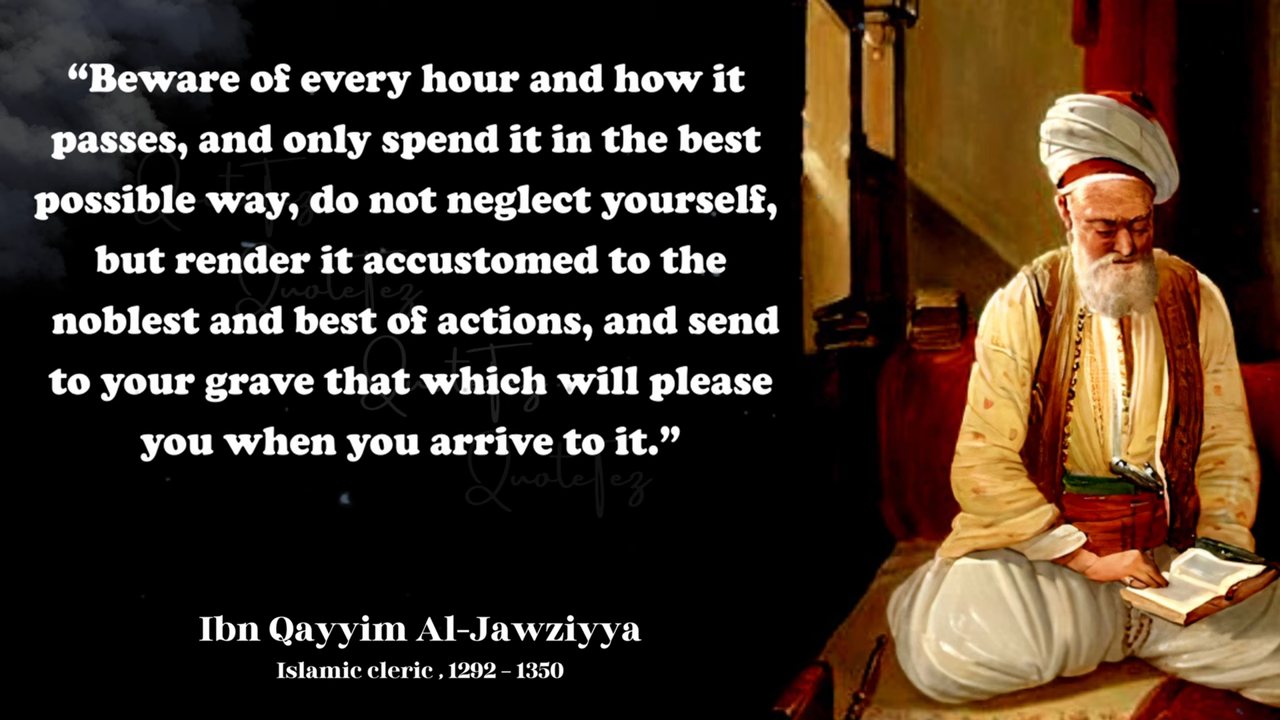 “Beware of every hour and how it
passes, and only spend it in the best
possible way, do not neglect yourself,
but render it accustomed to the
noblest and best of actions, and send
to your grave that which will please
you when you arrive to it.”
QuoteTez
QuoteTez
Ibn Qayyim Al-Jawziyya
Islamic cleric , 1292 – 1350